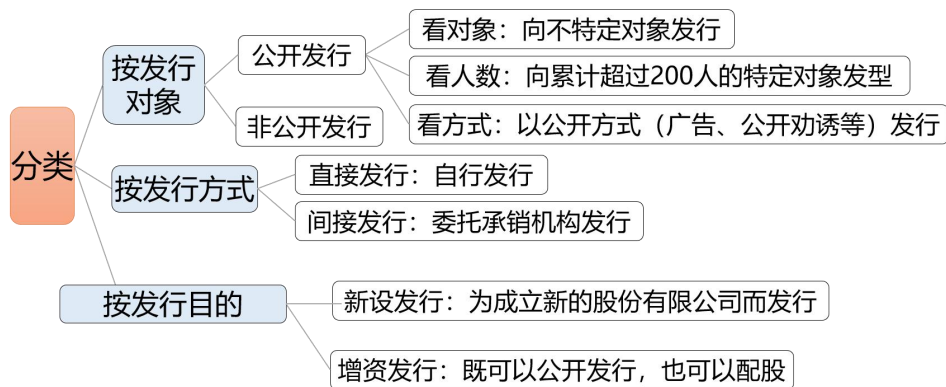 分类
按发行
对象
公开发行
看对象：向不特定对象发行
看人数：向累计超过200人的特定对象发型
看方式：以公开方式（广告、公开劝诱等）发行
非公开发行
按发行方式
直接发行：自行发行
间接发行：委托承销机构发行
按发行目的
新设发行：为成立新的股份有限公司而发行
增资发行：既可以公开发行，也可以配股